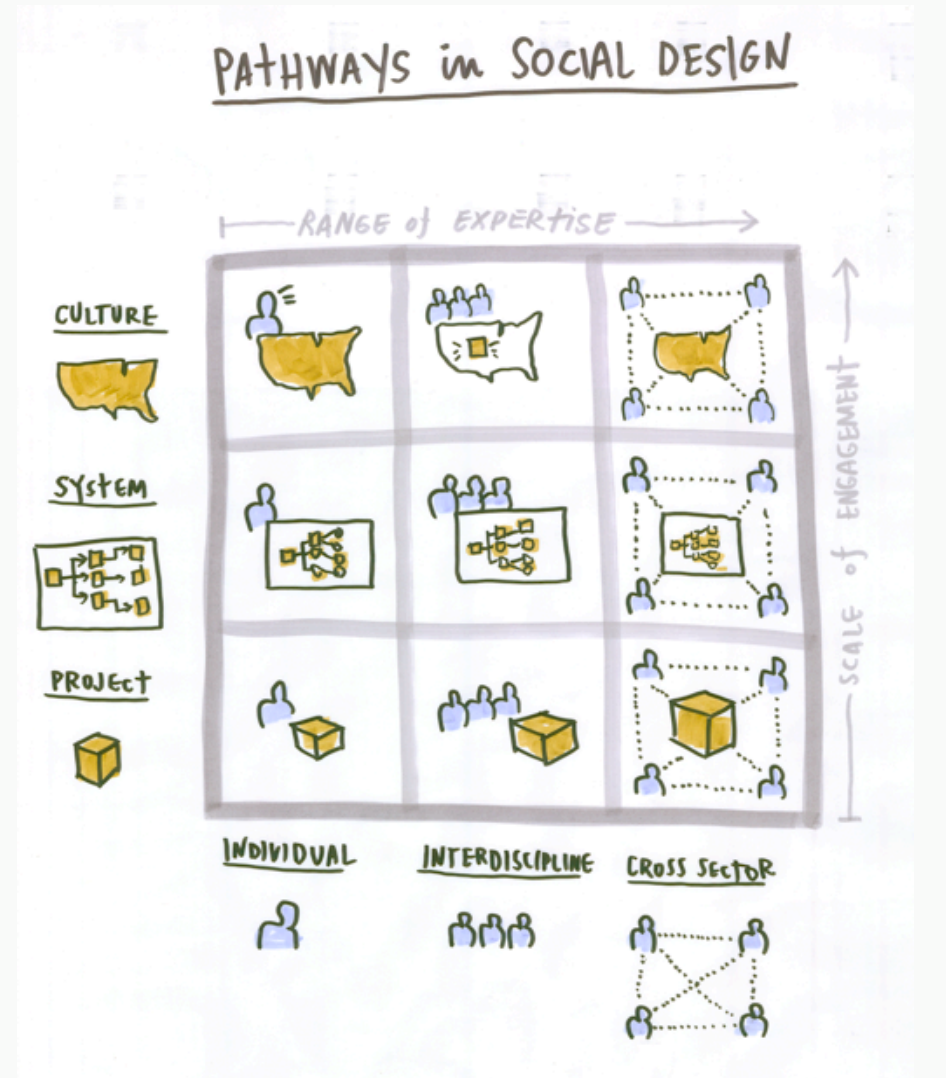 PATHWAYS in SOCIAL DESIGN
RANGE of EXPERTISE
CULTURE
SYSTEM
PROJECT
SCALE of ENGAGEMENT
INDIVIDUAL
INTERDISCIPLINE
CROSS SECTOR